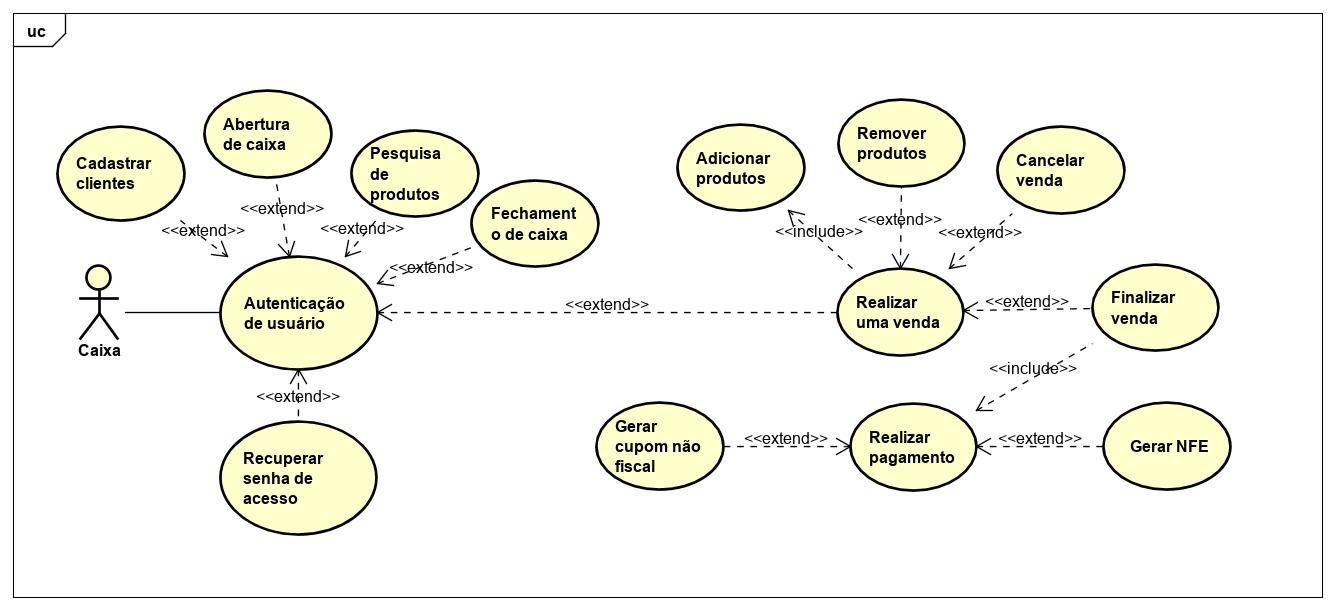 uc
Abertura
de caixa
Cadastrar
clientes
Pesquisa
de
produtos
Fechament
o de caixa
<<extend>>
<<extend>>
<<extend>>
<<extend>>
Adicionar
produtos
Remover
produtos
Cancelar
venda
<<include>>
<<extend>>
<<extend>>
Caixa
Autenticação
de usuário
<<extend>>
Realizar
uma venda
<<extend>>
Finalizar
venda
<<include>>
<<extend>>
Recuperar
senha de
acesso
Gerar
cupom não
fiscal
<<extend>>
Realizar
pagamento
<<extend>>
Gerar NFE